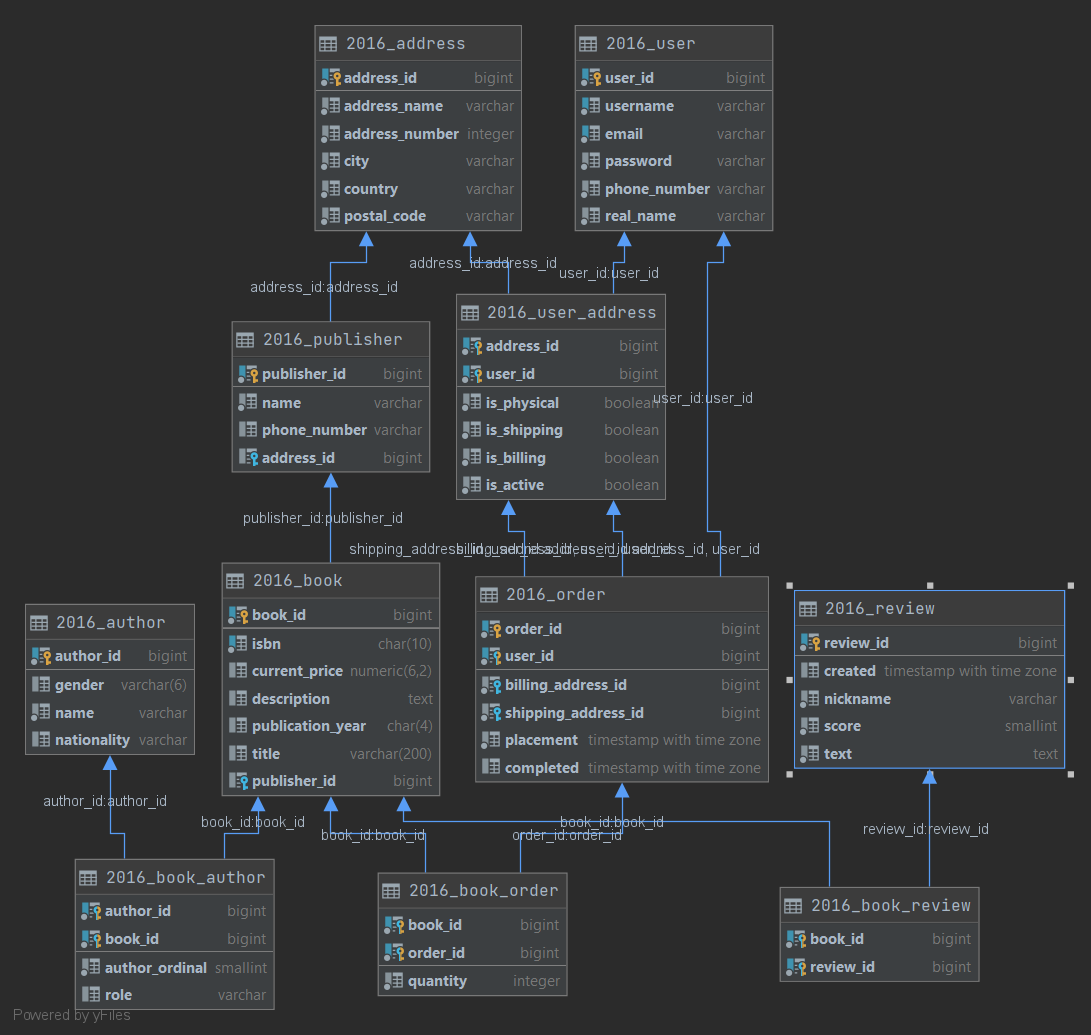 2016_address
address_id bigint
address_name varchar
address_number integer
city varchar
country varchar
postal_code varchar
2016_user
user_id bigint
username varchar
email varchar
password varchar
phone_number varchar
real_name varchar
address_id:address_id
user_id:user_id
address_id:address_id
2016_user_address
address_id bigint
user_id bigint
is_physical boolean
is_shipping boolean
is_billing boolean
is_active boolean
user_id:user_id
2016_publisher
publisher_id bigint
name varchar
phone_number varchar
address_id bigint
publisher_id:publisher_id
shipping_address_id, user_id
address_id, user_id
2016_book
book_id bigint
isbn char(10)
current_price numeric(6,2)
description text
publication_year char(4)
title varchar(200)
publisher_id bigint
2016_order
order_id bigint
user_id bigint
billing_address_id bigint
shipping_address_id bigint
placement timestamp with time zone
completed timestamp with time zone
2016_review
review_id bigint
created timestamp with time zone
nickname varchar
score smallint
text text
2016_author
author_id bigint
gender varchar(6)
name varchar
nationality varchar
author_id:author_id
book_id:book_id
book_id:book_id
order_id:order_id
book_id:book_id
review_id:review_id
2016_book_author
author_id bigint
book_id bigint
author_ordinal smallint
role varchar
2016_book_order
book_id bigint
order_id bigint
quantity integer
2016_book_review
book_id bigint
review_id bigint
Powered by yFiles